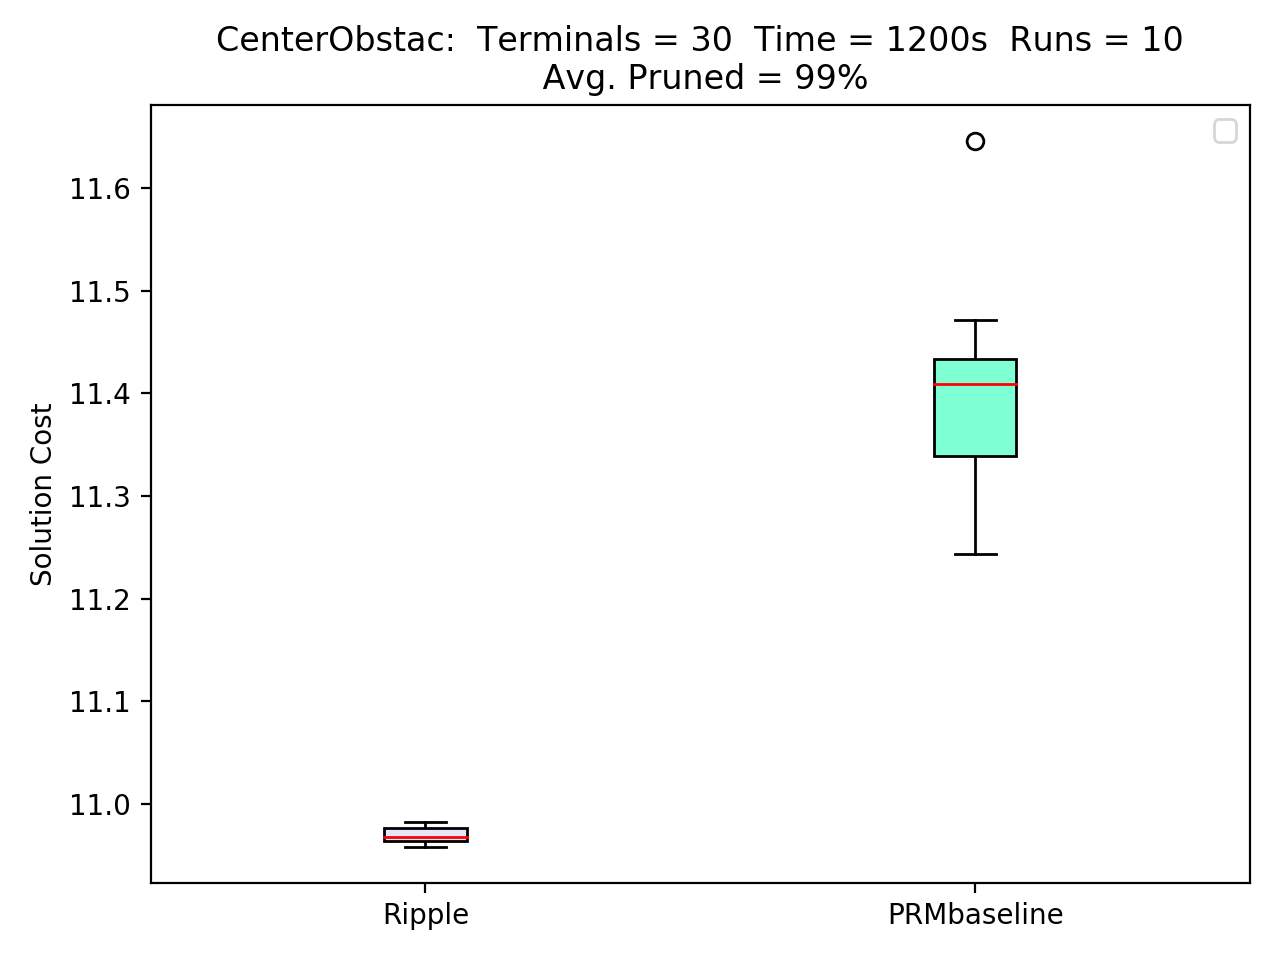 CenterObstac:  Terminals = 30  Time = 1200s  Runs = 10
Avg. Pruned = 99%
11.6
11.5
11.4
11.3
11.2
11.1
11.0
Solution Cost
Ripple
PRMbaseline